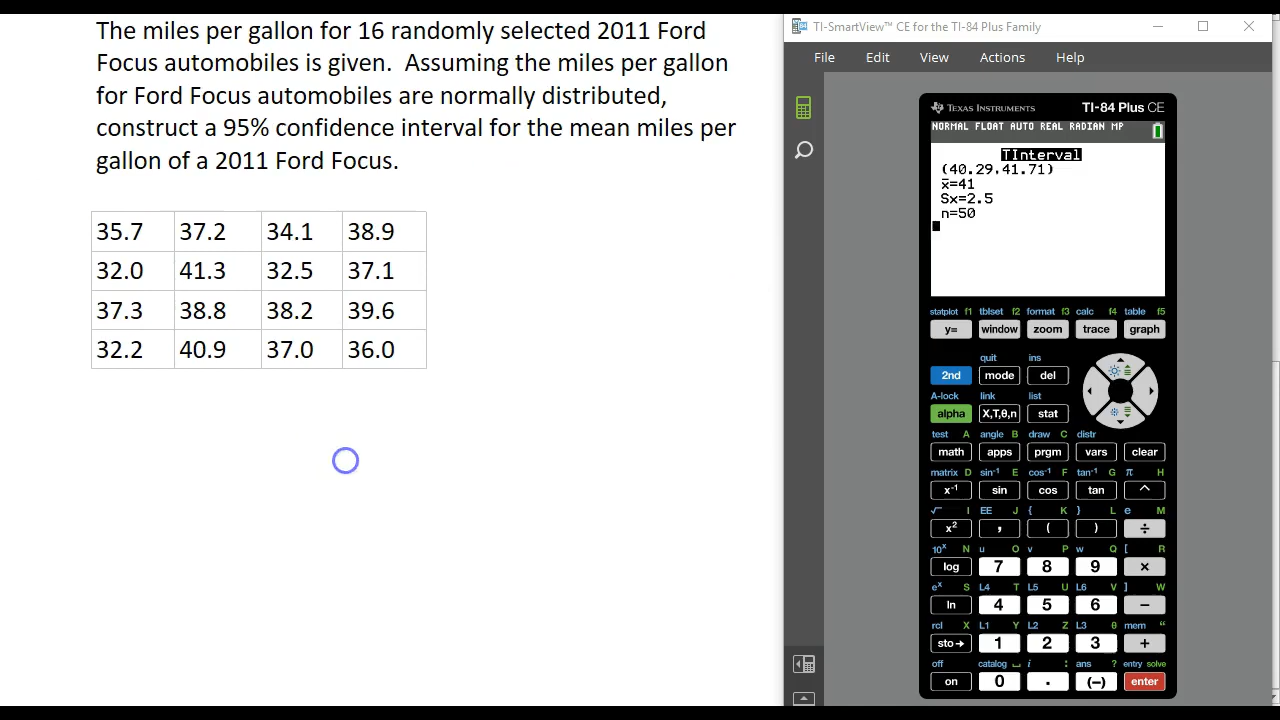 The miles per gallon for 16 randomly selected 2011 Ford
Focus automobiles is given.  Assuming the miles per gallon
for Ford Focus automobiles are normally distributed,
construct a 95% confidence interval for the mean miles per
gallon of a 2011 Ford Focus.
35.7 37.2 34.1 38.9
32.0 41.3 32.5 37.1
37.3 38.8 38.2 39.6
32.2 40.9 37.0 36.0
TI-SmartView™ CE for the TI-84 Plus Family
File Edit View Actions Help
TEXAS INSTRUMENTS TI-84 Plus CE
NORMAL FLOAT AUTO REAL RADIAN MP
TInterval
(40.29,41.71)
x̄=41
Sx=2.5
n=50
statplot f1 tblset f2 format f3 calc f4 table f5
y= window zoom trace graph
quit ins
2nd mode del
A-lock link list
alpha X,T,θ,n stat
test A angle B draw C distr
math apps prgm vars clear
matrix D sin⁻¹ E cos⁻¹ F tan⁻¹ G π H
x⁻¹ sin cos tan ^
√ I EE J { K } L e M
x² , ( ) ÷
10ˣ N u O v P w Q [ R
log 7 8 9 ×
eˣ S L4 T L5 U L6 V ] W
ln 4 5 6 −
rcl X L1 Y L2 Z L3 θ mem “
sto→ 1 2 3 +
off catalog ⎵ i : ans ? entry solve
on 0 . (−) enter